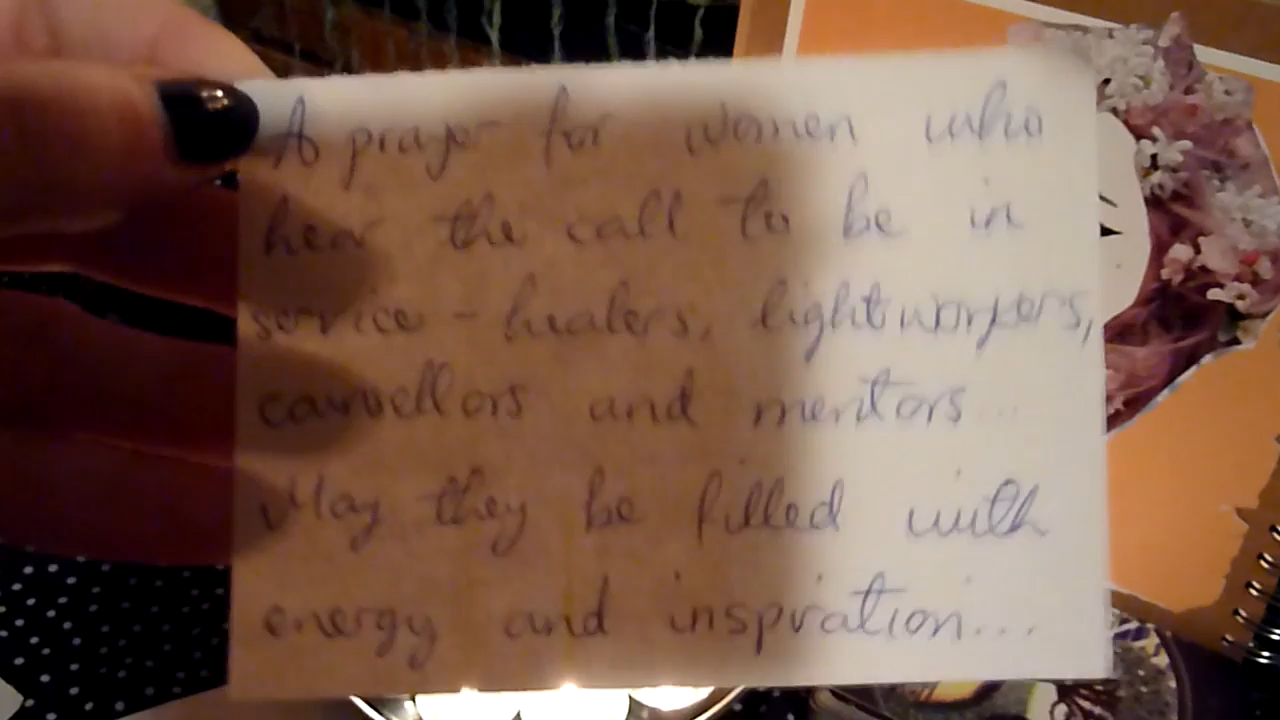 A prayer for women who
hear the call to be in
service - healers, lightworkers,
counsellors and mentors...
May they be filled with
energy and inspiration...